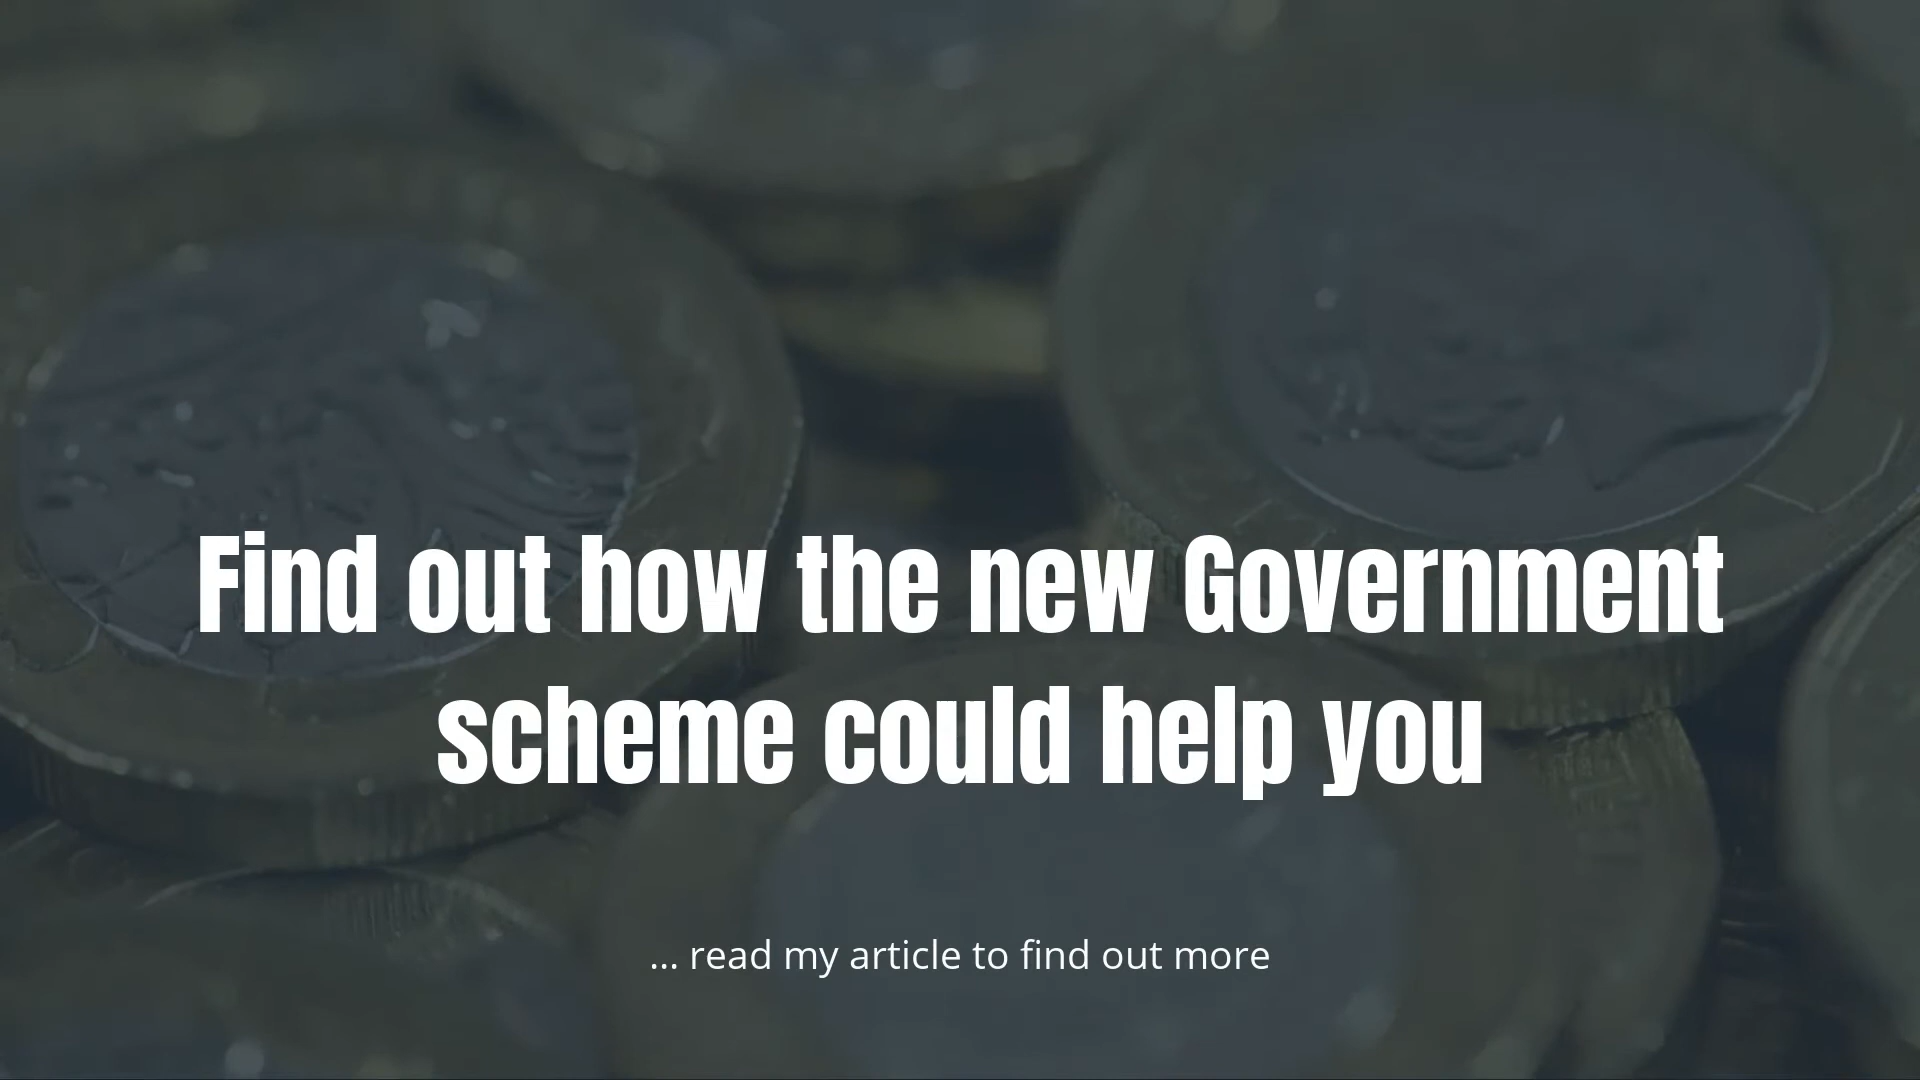 Find out how the new Government
scheme could help you
... read my article to find out more